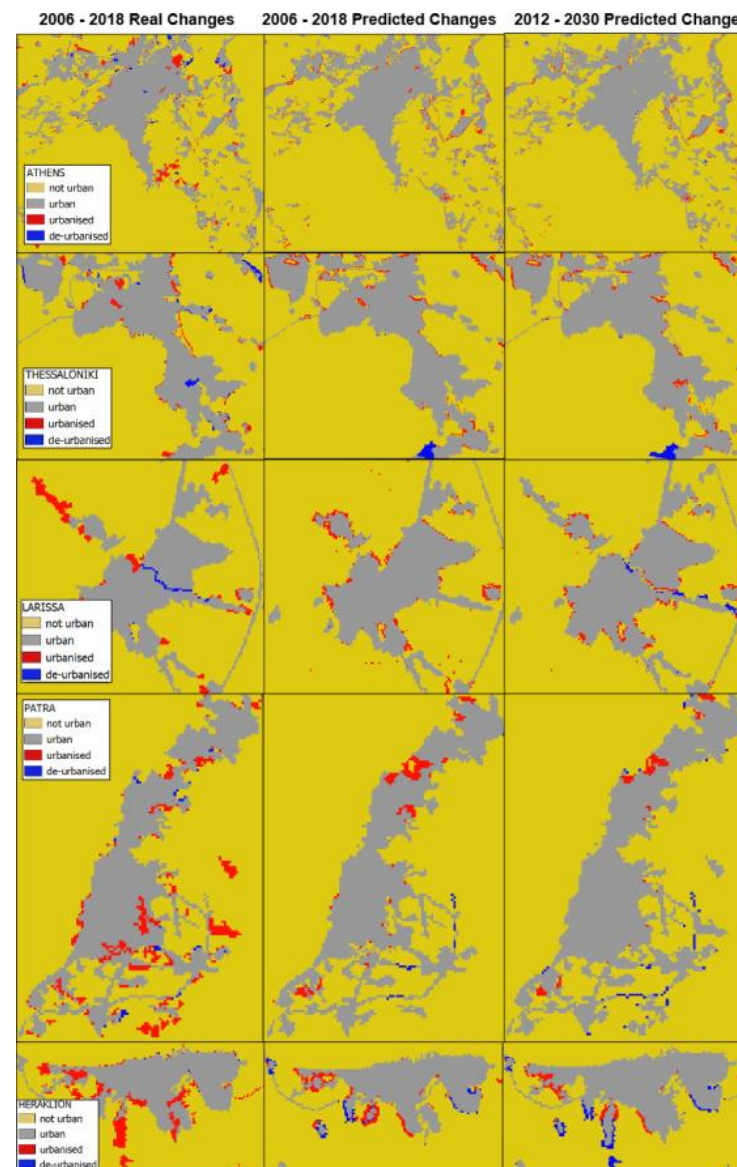 2006 - 2018 Real Changes
2006 - 2018 Predicted Changes
2012 - 2030 Predicted Change
ATHENS
not urban
urban
urbanised
de-urbanised
THESSALONIKI
not urban
urban
urbanised
de-urbanised
LARISSA
not urban
urban
urbanised
de-urbanised
PATRA
not urban
urban
urbanised
de-urbanised
HERAKLION
not urban
urban
urbanised
de-urbanised